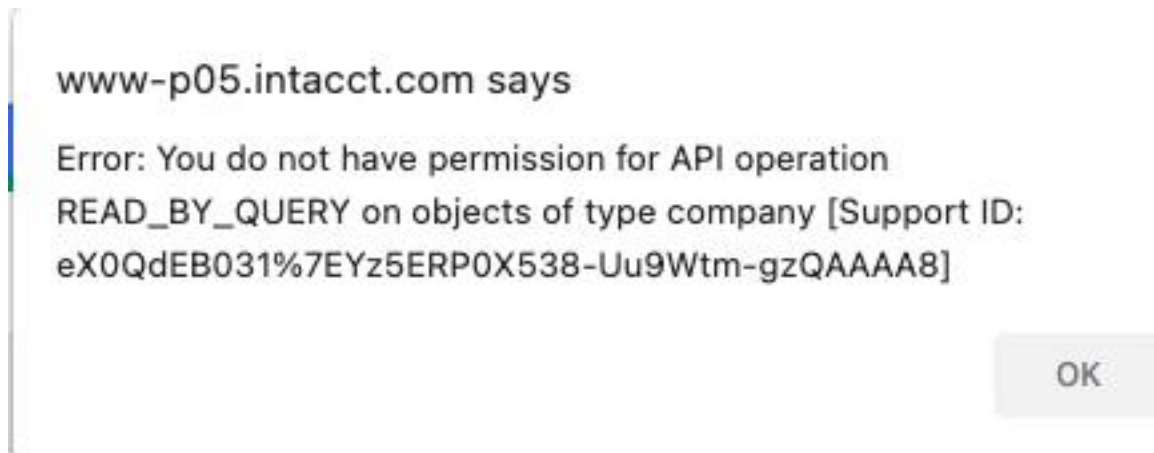 www-p05.intacct.com says
Error: You do not have permission for API operation
READ_BY_QUERY on objects of type company [Support ID:
eX0QdEB031%7EYz5ERP0X538-Uu9Wtm-gzQAAAA8]
OK